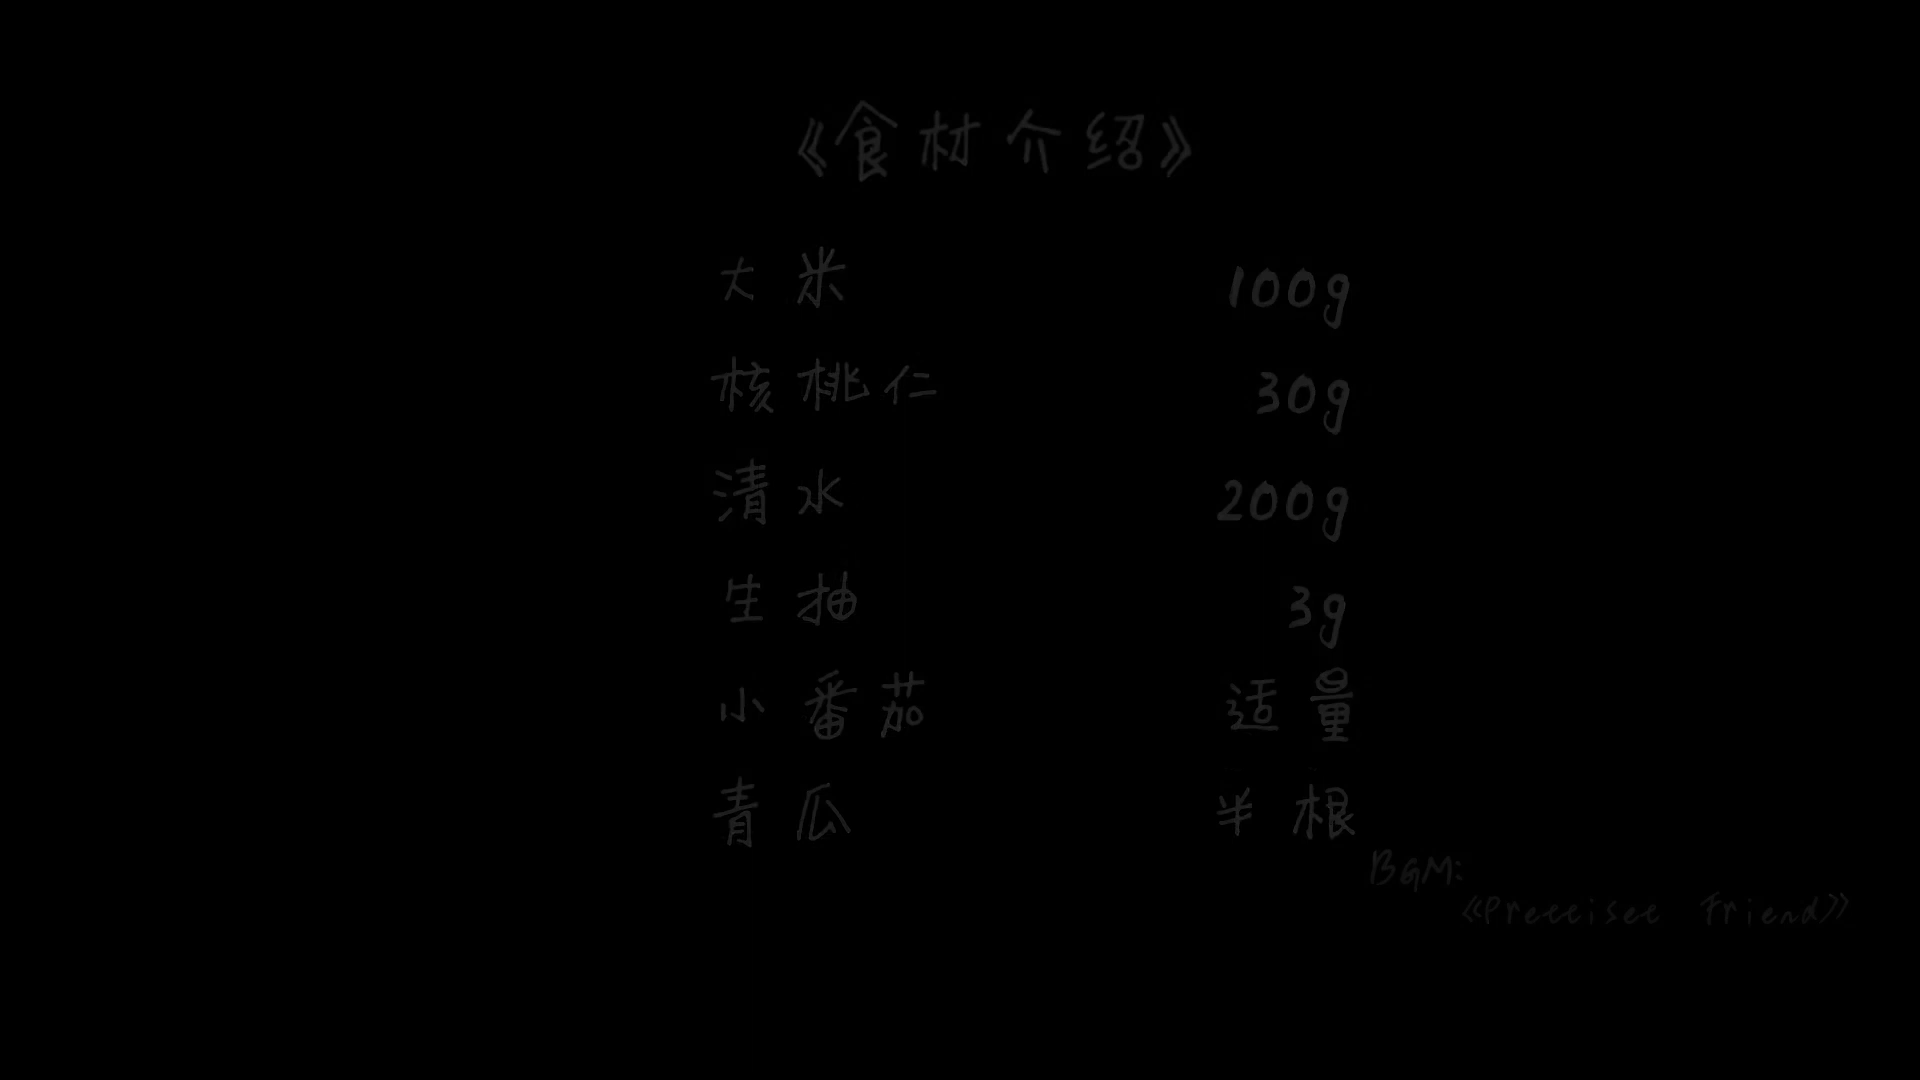 《食材介绍》
大米 100g
核桃仁 30g
清水 200g
生抽 3g
小番茄 适量
青瓜 半根
BGM:
《Preeisee Friend》